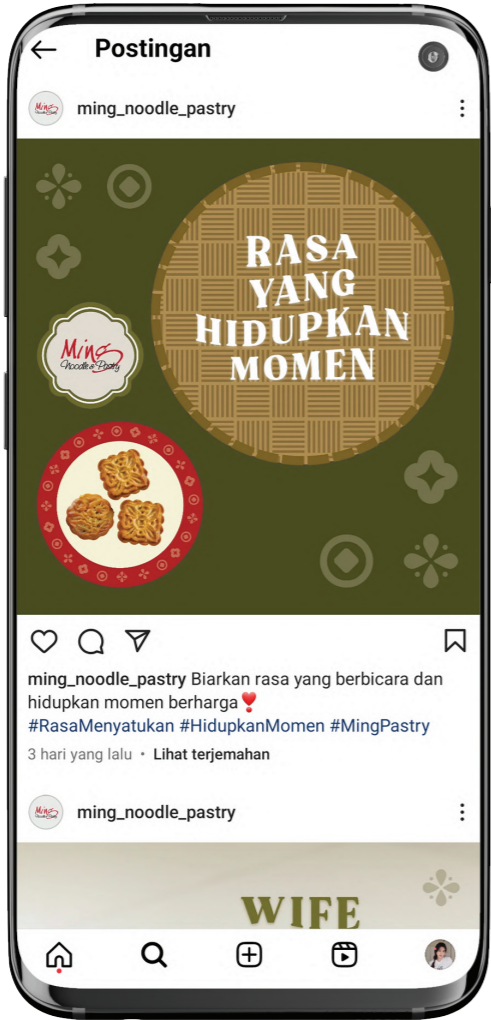 Postingan
ming_noodle_pastry
RASA
YANG
HIDUPKAN
MOMEN
Ming
Noodle & Pastry
ming_noodle_pastry Biarkan rasa yang berbicara dan
hidupkan momen berharga❣️
#RasaMenyatukan #HidupkanMomen #MingPastry
3 hari yang lalu • Lihat terjemahan
ming_noodle_pastry
WIFE